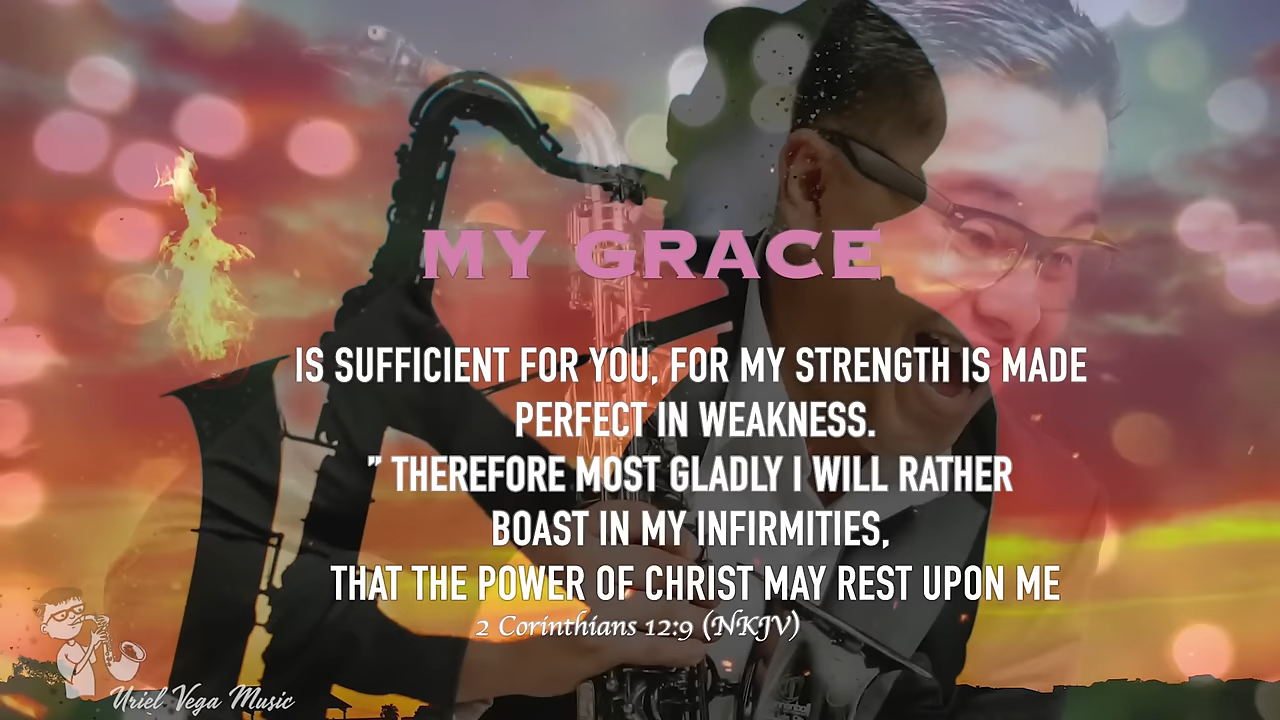 MY GRACE
IS SUFFICIENT FOR YOU, FOR MY STRENGTH IS MADE
PERFECT IN WEAKNESS.
” THEREFORE MOST GLADLY I WILL RATHER
BOAST IN MY INFIRMITIES,
THAT THE POWER OF CHRIST MAY REST UPON ME
2 Corinthians 12:9 (NKJV)
Uriel Vega Music